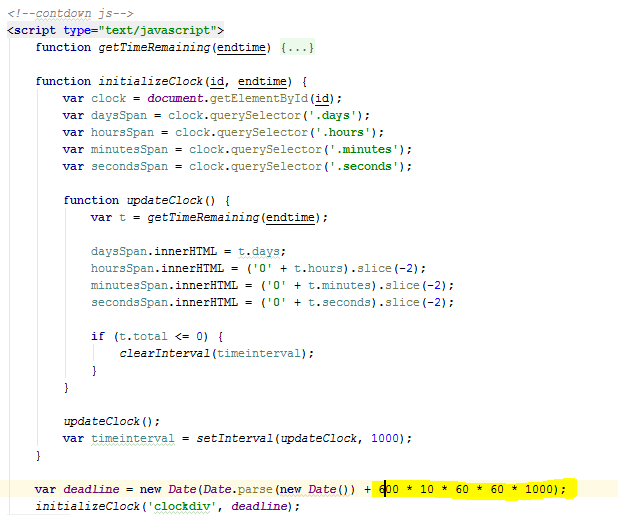 <!--contdown js-->
<script type="text/javascript">
function getTimeRemaining(endtime) {...}
function initializeClock(id, endtime) {
var clock = document.getElementById(id);
var daysSpan = clock.querySelector('.days');
var hoursSpan = clock.querySelector('.hours');
var minutesSpan = clock.querySelector('.minutes');
var secondsSpan = clock.querySelector('.seconds');
function updateClock() {
var t = getTimeRemaining(endtime);
daysSpan.innerHTML = t.days;
hoursSpan.innerHTML = ('0' + t.hours).slice(-2);
minutesSpan.innerHTML = ('0' + t.minutes).slice(-2);
secondsSpan.innerHTML = ('0' + t.seconds).slice(-2);
if (t.total <= 0) {
clearInterval(timeinterval);
}
}
updateClock();
var timeinterval = setInterval(updateClock, 1000);
}
var deadline = new Date(Date.parse(new Date()) + 600 * 10 * 60 * 60 * 1000);
initializeClock('clockdiv', deadline);